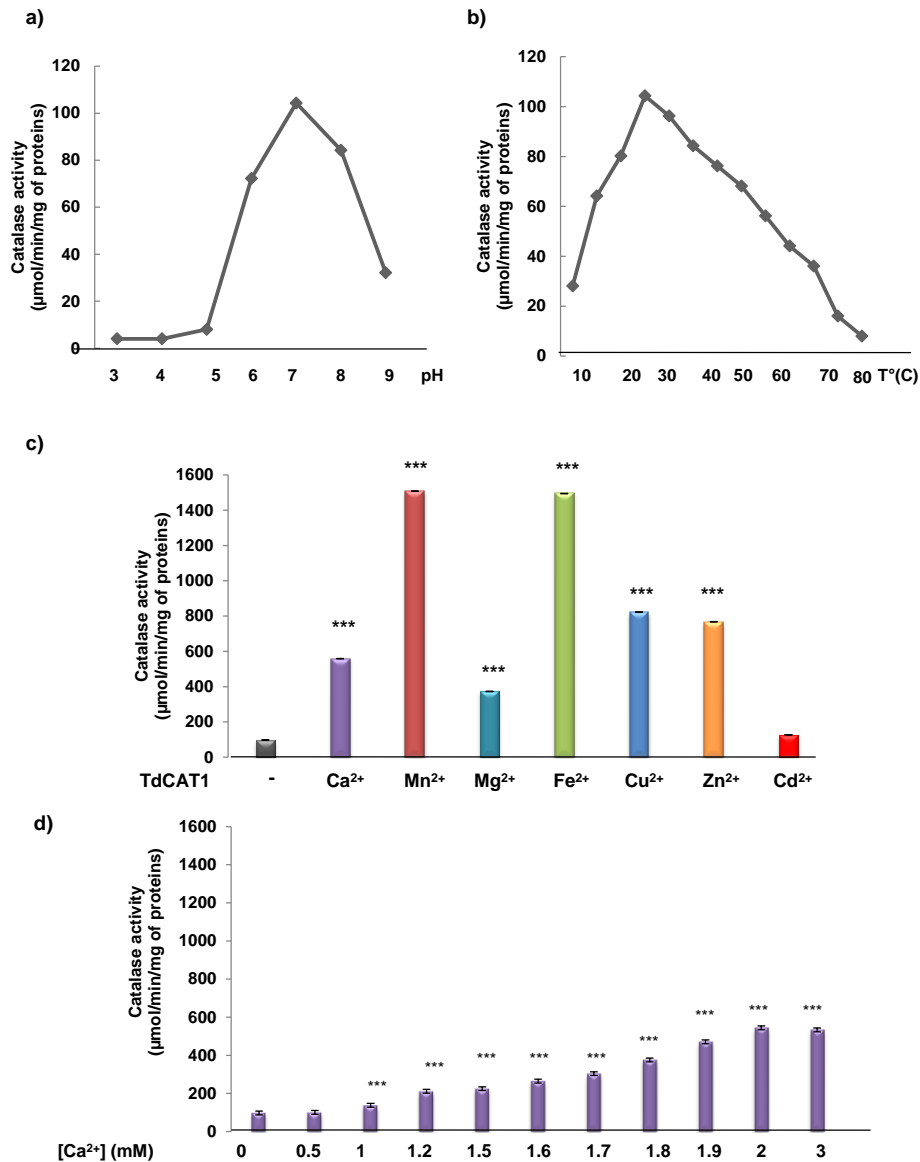 a)
Catalase activity
(µmol/min/mg of proteins)
120
100
80
60
40
20
0
3 4 5 6 7 8 9 pH
b)
Catalase activity
(µmol/min/mg of proteins)
120
100
80
60
40
20
0
10 20 30 40 50 60 70 80 T°(C)
c)
Catalase activity
(µmol/min/mg of proteins)
1600
1400
1200
1000
800
600
400
200
0
*** *** *** *** *** ***
TdCAT1 - Ca²⁺ Mn²⁺ Mg²⁺ Fe²⁺ Cu²⁺ Zn²⁺ Cd²⁺
d)
Catalase activity
(µmol/min/mg of proteins)
1600
1400
1200
1000
800
600
400
200
0
*** *** *** *** *** *** *** *** ***
[Ca²⁺] (mM) 0 0.5 1 1.2 1.5 1.6 1.7 1.8 1.9 2 3